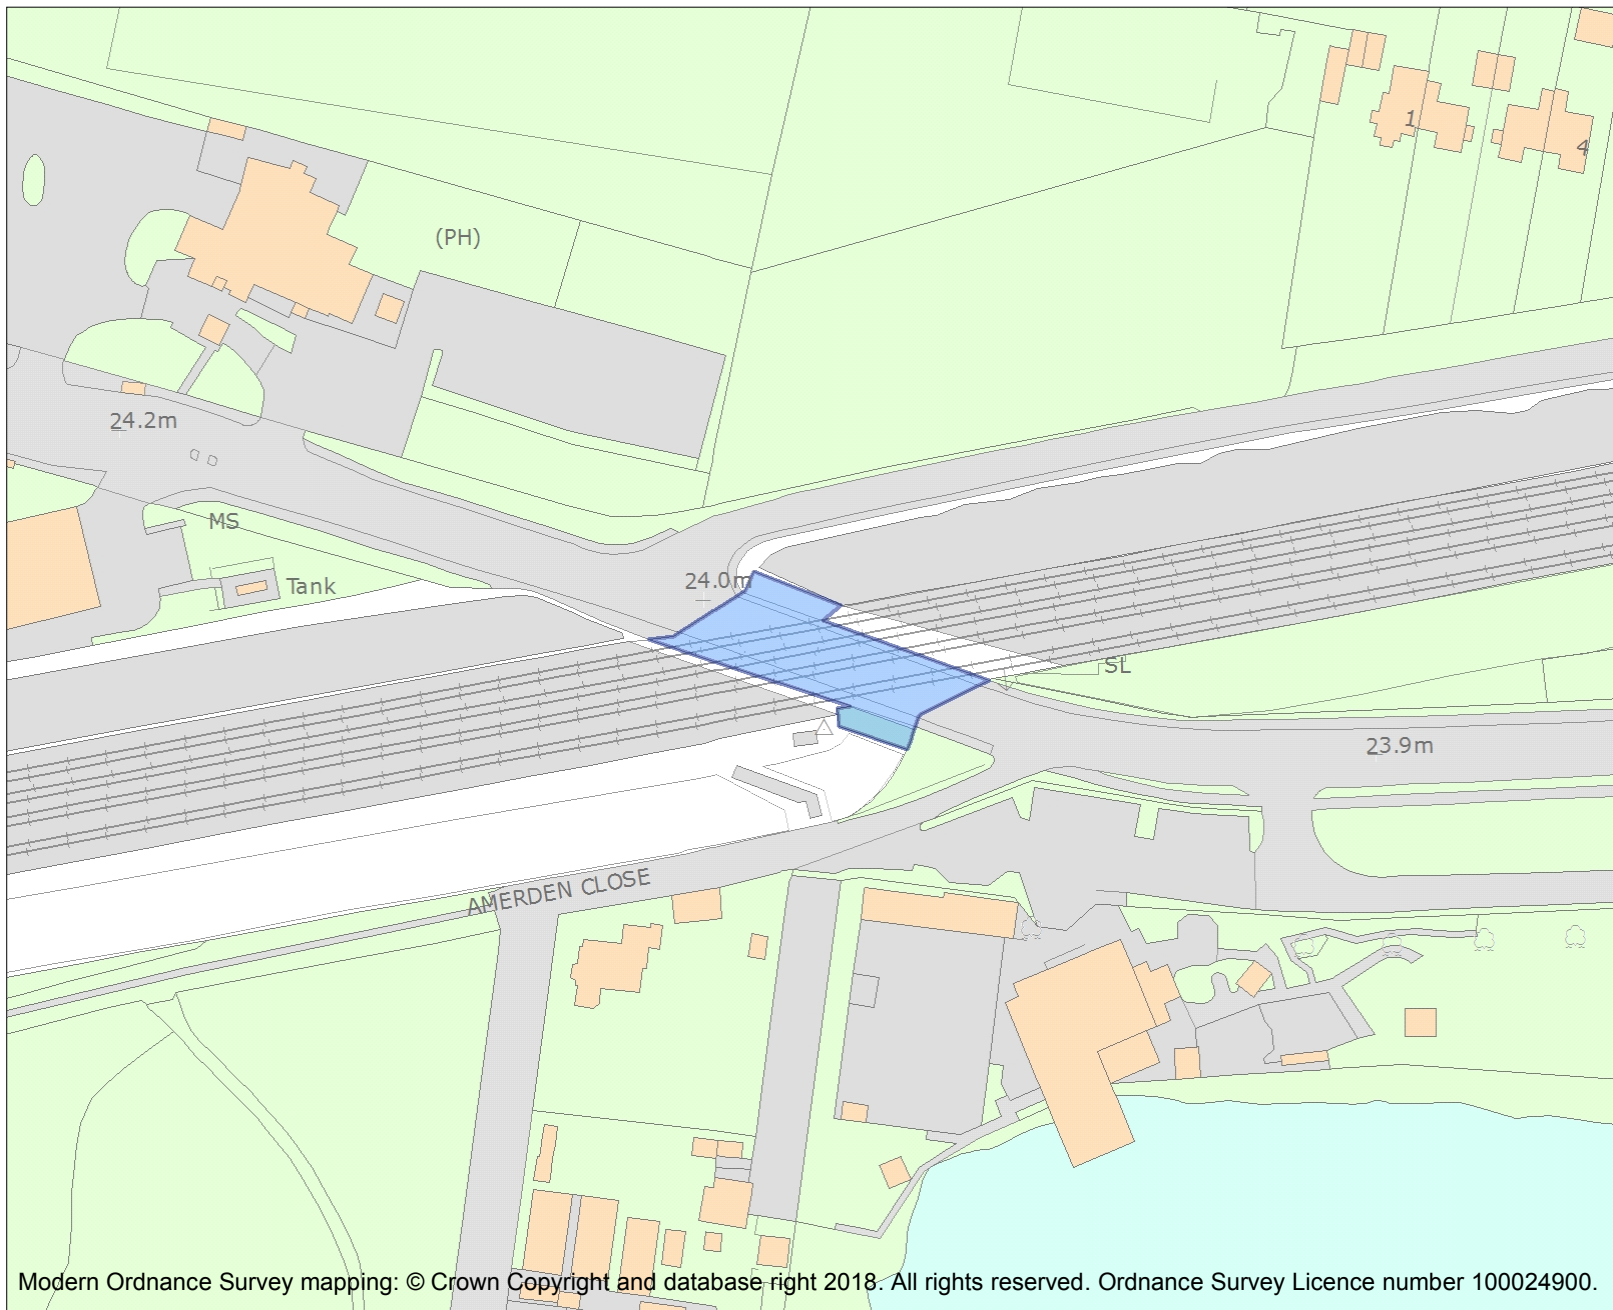 1
4
(PH)
24.2m
MS
Tank
24.0m
SL
23.9m
AMERDEN CLOSE
Modern Ordnance Survey mapping: © Crown Copyright and database right 2018. All rights reserved. Ordnance Survey Licence number 100024900.